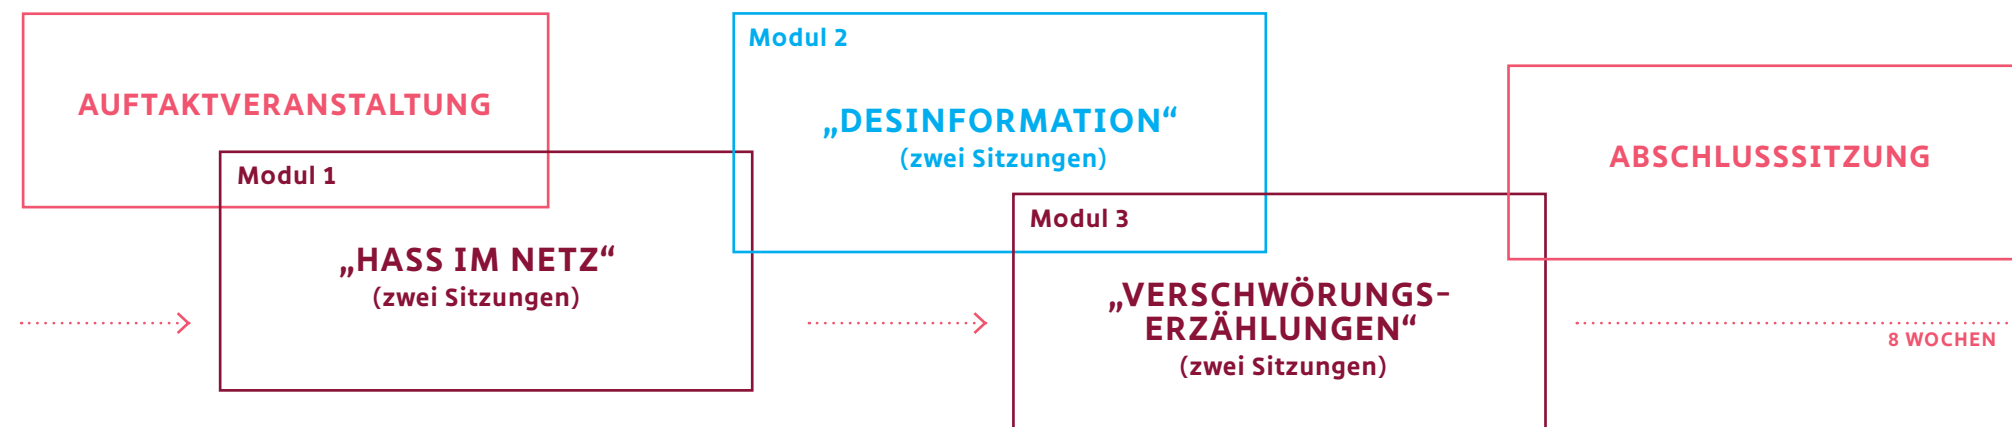 AUFTAKTVERANSTALTUNG
Modul 1
„HASS IM NETZ“
(zwei Sitzungen)
Modul 2
„DESINFORMATION“
(zwei Sitzungen)
Modul 3
„VERSCHWÖRUNGS-
ERZÄHLUNGEN“
(zwei Sitzungen)
ABSCHLUSSSITZUNG
8 WOCHEN